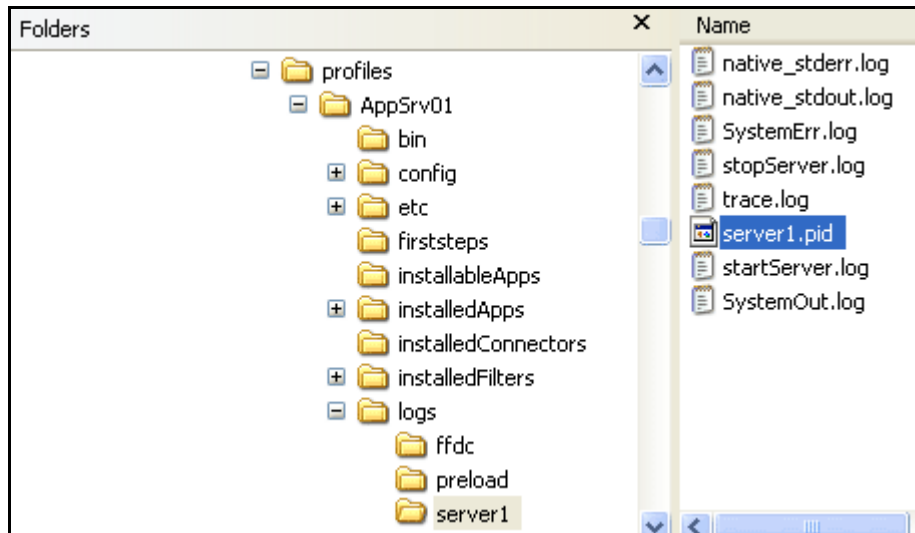 Folders
profiles
AppSrv01
bin
config
etc
firststeps
installableApps
installedApps
installedConnectors
installedFilters
logs
ffdc
preload
server1
Name
native_stderr.log
native_stdout.log
SystemErr.log
stopServer.log
trace.log
server1.pid
startServer.log
SystemOut.log